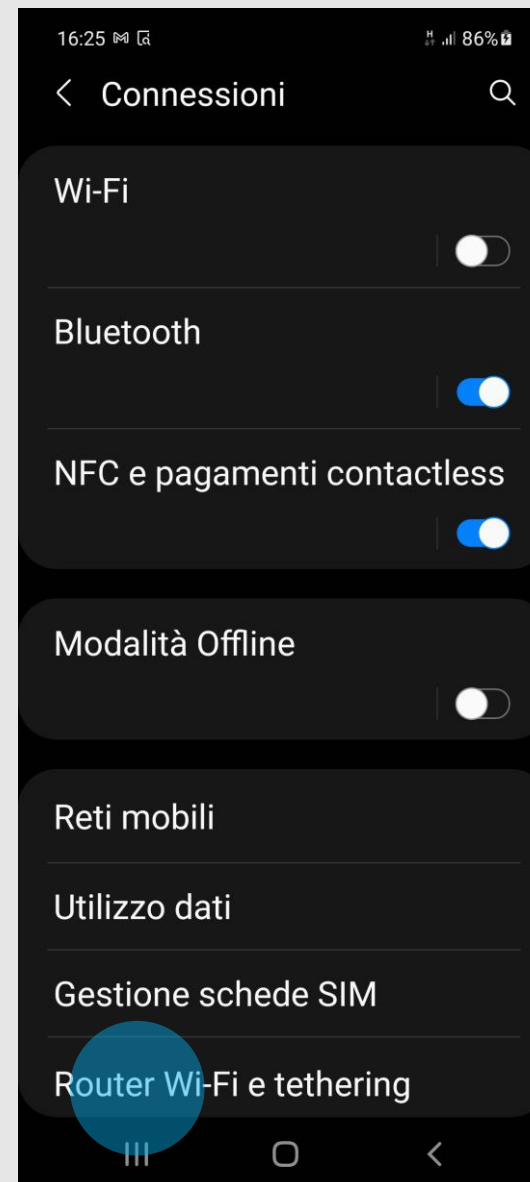 16:25 86%
Connessioni
Wi-Fi
Bluetooth
NFC e pagamenti contactless
Modalità Offline
Reti mobili
Utilizzo dati
Gestione schede SIM
Router Wi-Fi e tethering